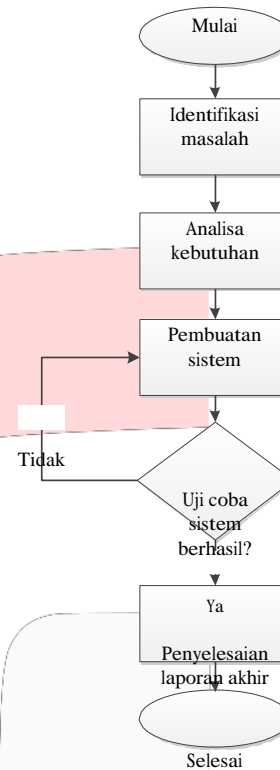 Mulai
Identifikasi
masalah
Analisa
kebutuhan
Pembuatan
sistem
Tidak
Uji coba
sistem
berhasil?
Ya
Penyelesaian
laporan akhir
Selesai